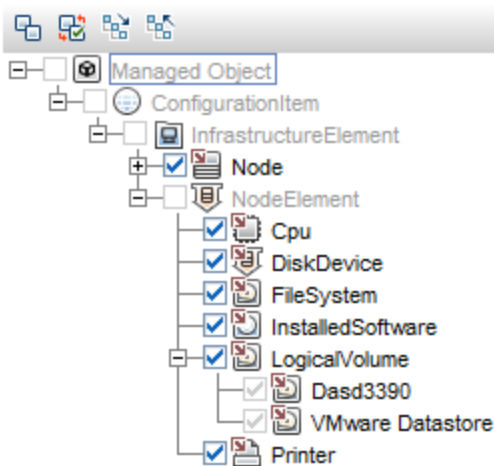 Managed Object
ConfigurationItem
InfrastructureElement
Node
NodeElement
Cpu
DiskDevice
FileSystem
InstalledSoftware
LogicalVolume
Dasd3390
VMware Datastore
Printer